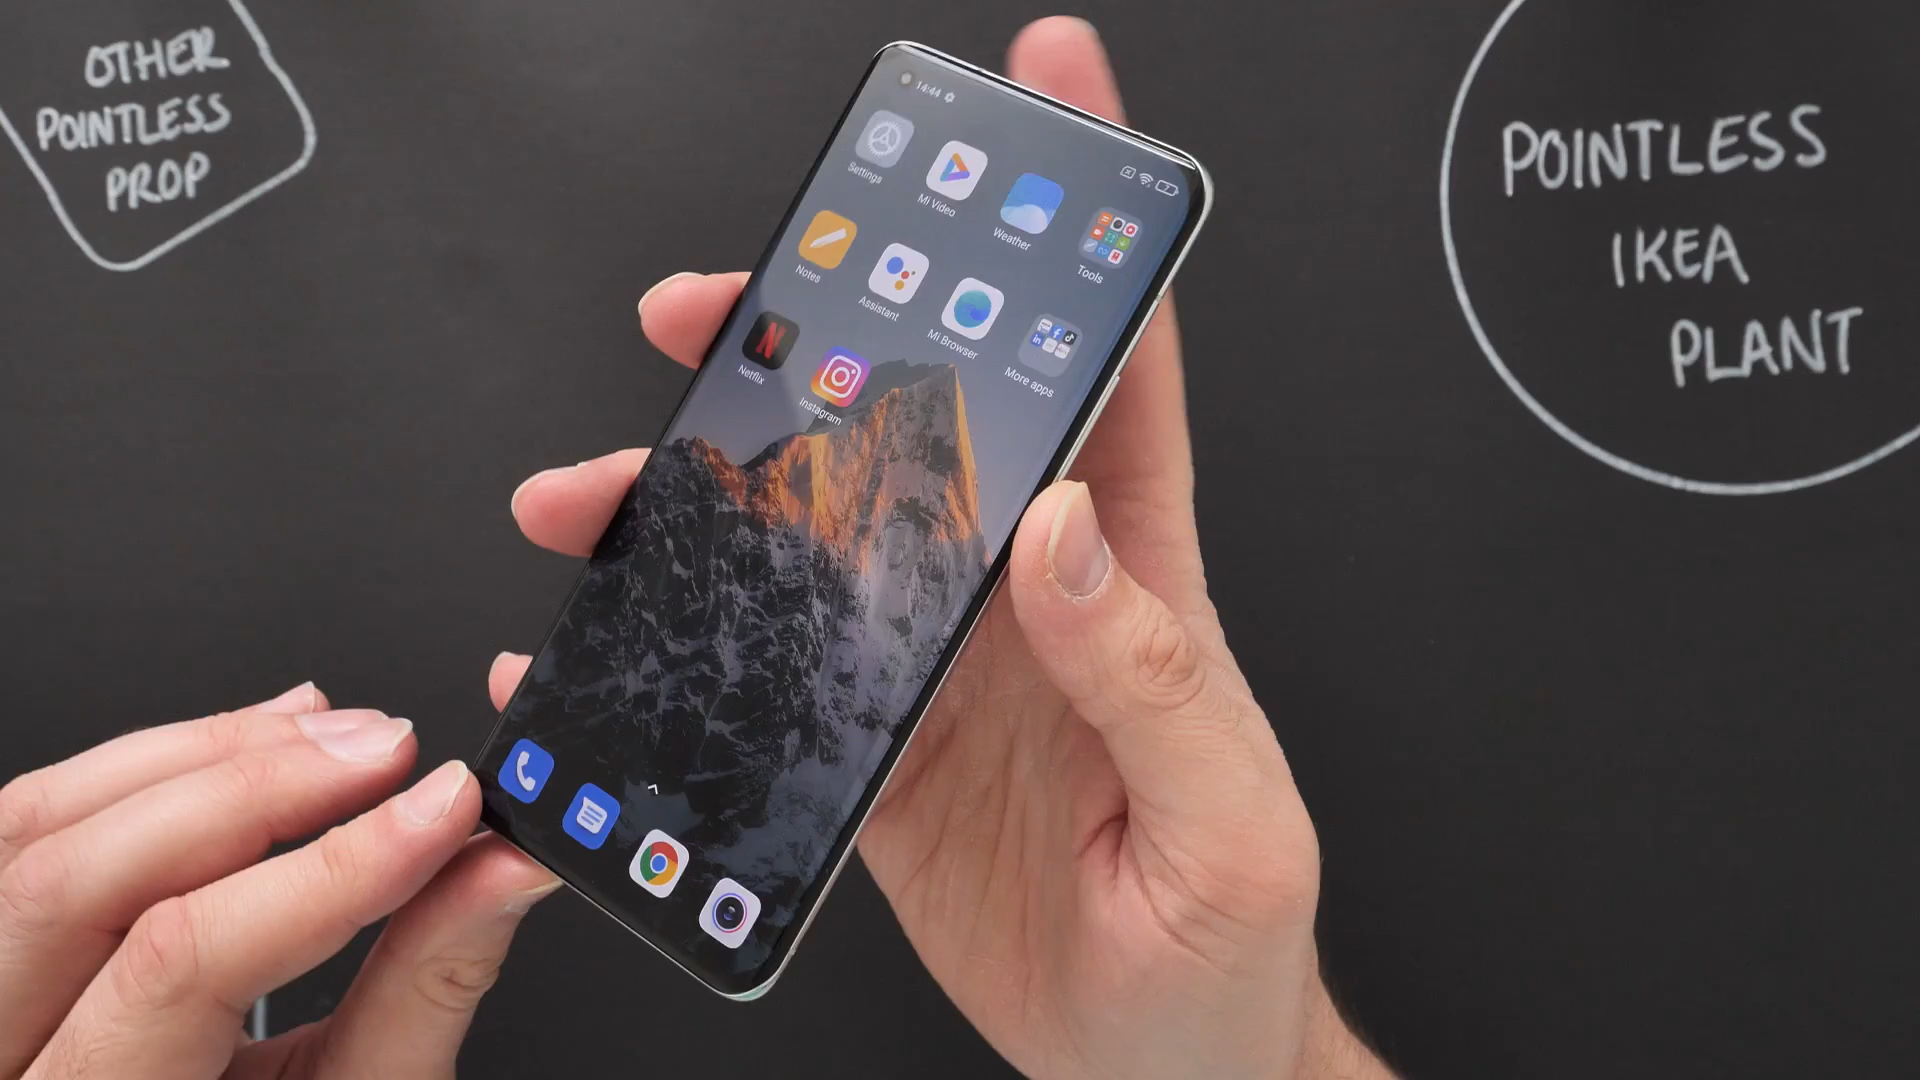 OTHER
POINTLESS
PROP
POINTLESS
IKEA
PLANT
14:44
Settings
Mi Video
Weather
Tools
Notes
Assistant
Mi Browser
More apps
Netflix
Instagram